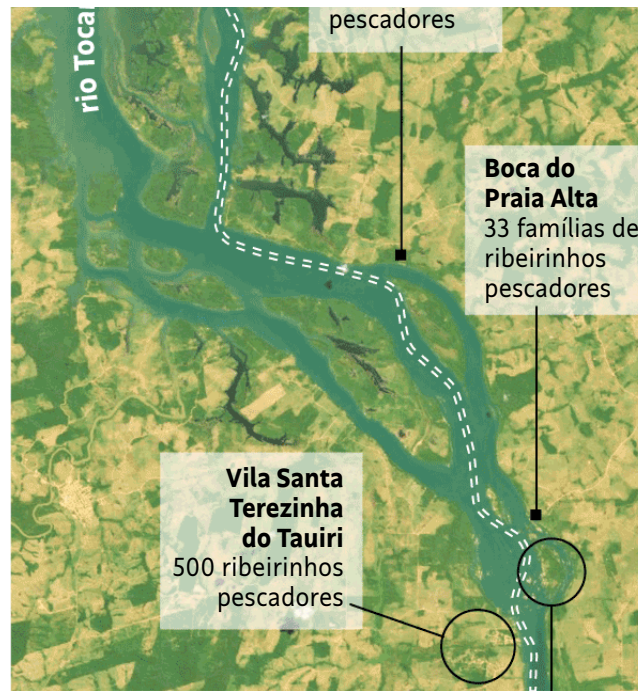 pescadores
rio Tocan
Boca do
Praia Alta
33 famílias de
ribeirinhos
pescadores
Vila Santa
Terezinha
do Tauiri
500 ribeirinhos
pescadores